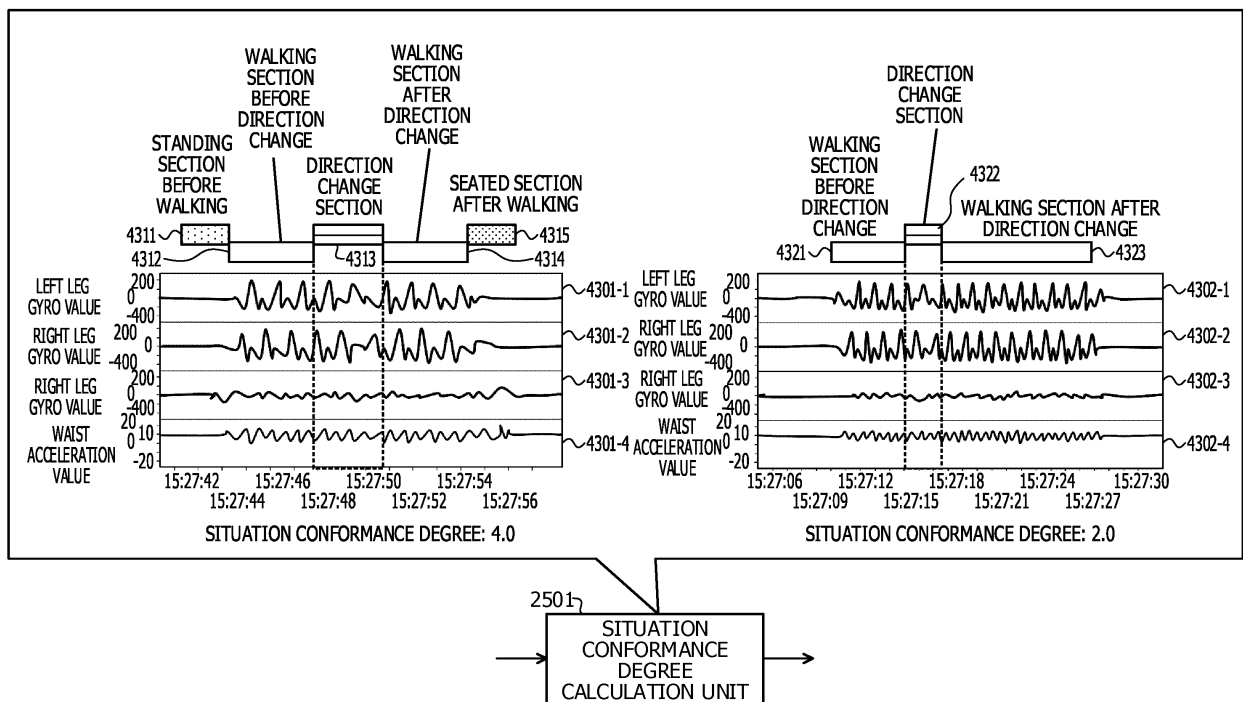 WALKING
SECTION
BEFORE
DIRECTION
CHANGE
WALKING
SECTION
AFTER
DIRECTION
CHANGE
STANDING
SECTION
BEFORE
WALKING
DIRECTION
CHANGE
SECTION
SEATED SECTION
AFTER WALKING
4311
4312
4313
4314
4315
LEFT LEG
GYRO VALUE
200
0
-400
4301-1
RIGHT LEG
GYRO VALUE
200
0
-400
4301-2
RIGHT LEG
GYRO VALUE
200
0
-400
4301-3
WAIST
ACCELERATION
VALUE
20
10
0
-20
4301-4
15:27:42 15:27:46 15:27:50 15:27:54
15:27:44 15:27:48 15:27:52 15:27:56
SITUATION CONFORMANCE DEGREE: 4.0
DIRECTION
CHANGE
SECTION
WALKING
SECTION
BEFORE
DIRECTION
CHANGE
4322
WALKING SECTION AFTER
DIRECTION CHANGE
4321
4323
LEFT LEG
GYRO VALUE
200
0
-400
4302-1
RIGHT LEG
GYRO VALUE
200
0
-400
4302-2
RIGHT LEG
GYRO VALUE
200
0
-400
4302-3
WAIST
ACCELERATION
VALUE
20
10
0
-20
4302-4
15:27:06 15:27:12 15:27:18 15:27:24 15:27:30
15:27:09 15:27:15 15:27:21 15:27:27
SITUATION CONFORMANCE DEGREE: 2.0
2501
SITUATION
CONFORMANCE
DEGREE
CALCULATION UNIT